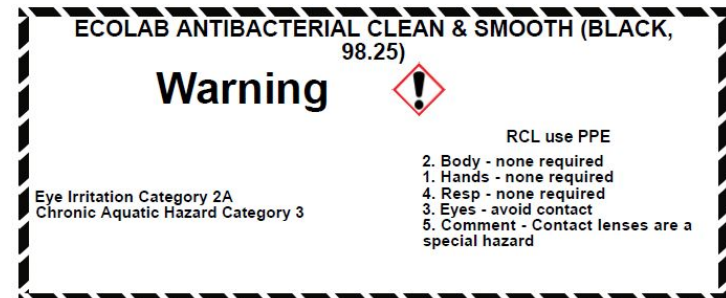 ECOLAB ANTIBACTERIAL CLEAN & SMOOTH (BLACK,
98.25)
Warning
RCL use PPE
2. Body - none required
1. Hands - none required
4. Resp - none required
3. Eyes - avoid contact
5. Comment - Contact lenses are a
special hazard
Eye Irritation Category 2A
Chronic Aquatic Hazard Category 3